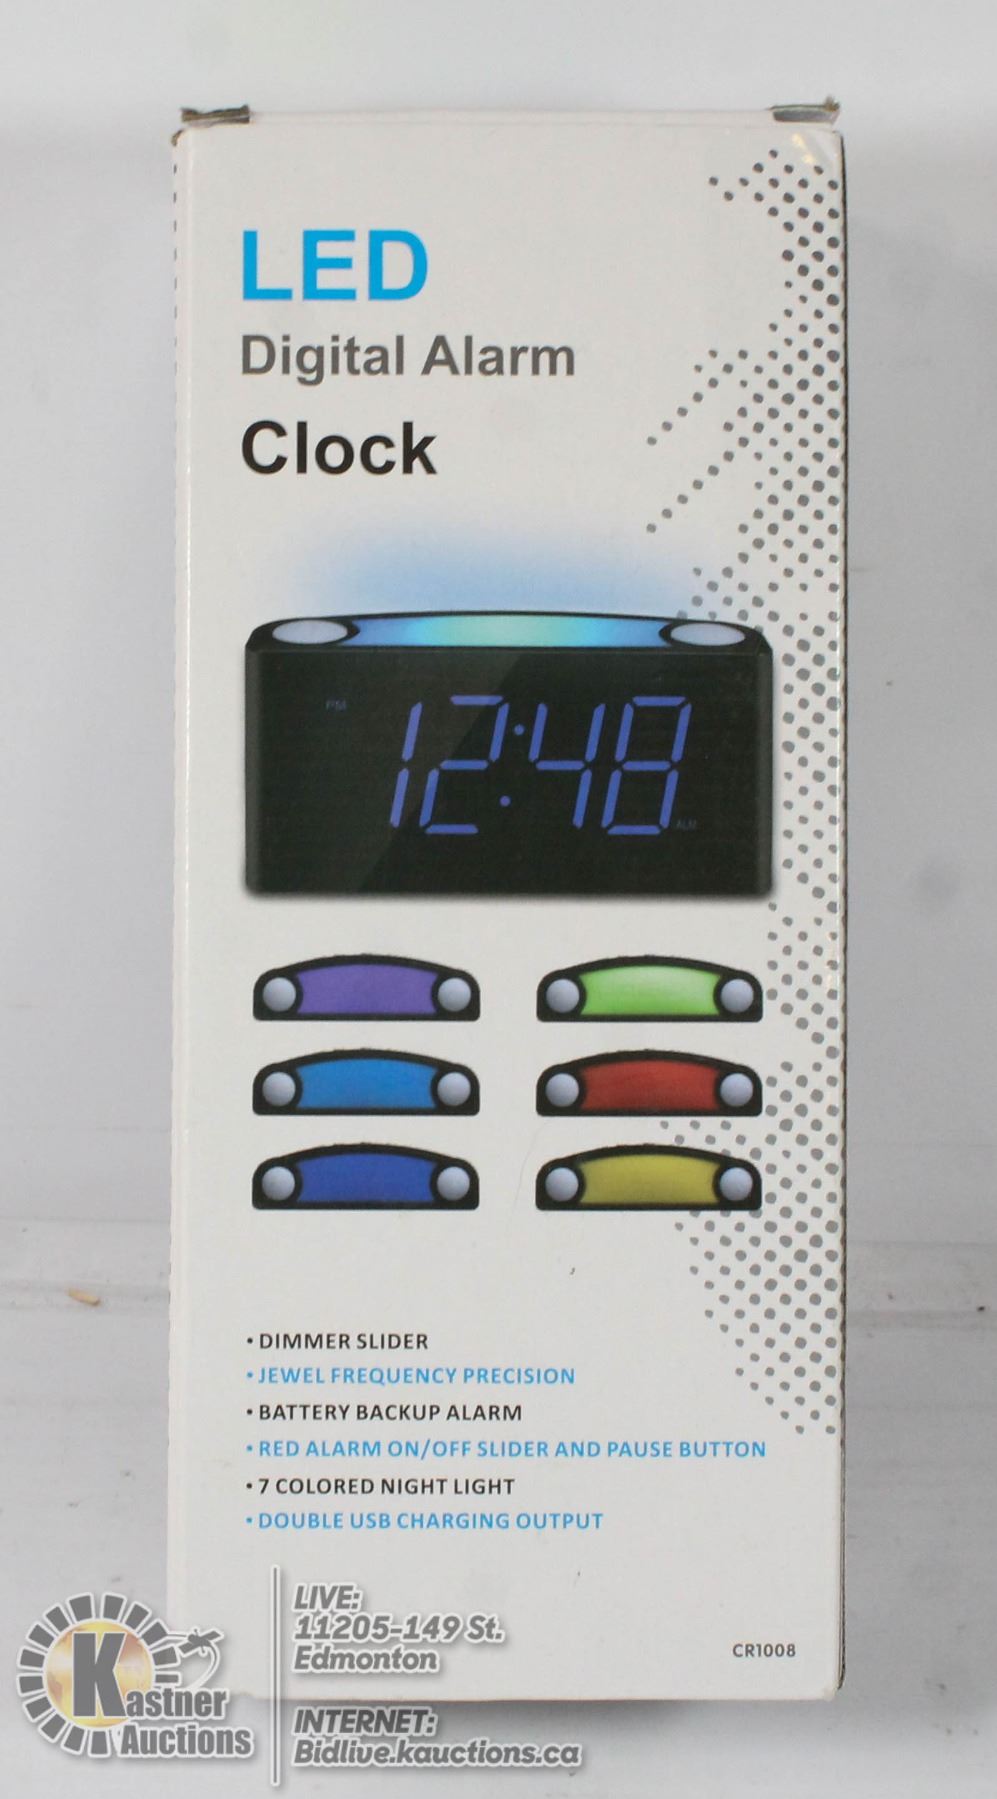 LED
Digital Alarm
Clock
PM
12:48
ALM
• DIMMER SLIDER
• JEWEL FREQUENCY PRECISION
• BATTERY BACKUP ALARM
• RED ALARM ON/OFF SLIDER AND PAUSE BUTTON
• 7 COLORED NIGHT LIGHT
• DOUBLE USB CHARGING OUTPUT
CR1008
Kastner
Auctions
LIVE:
11205-149 St.
Edmonton
INTERNET:
Bidlive.kauctions.ca